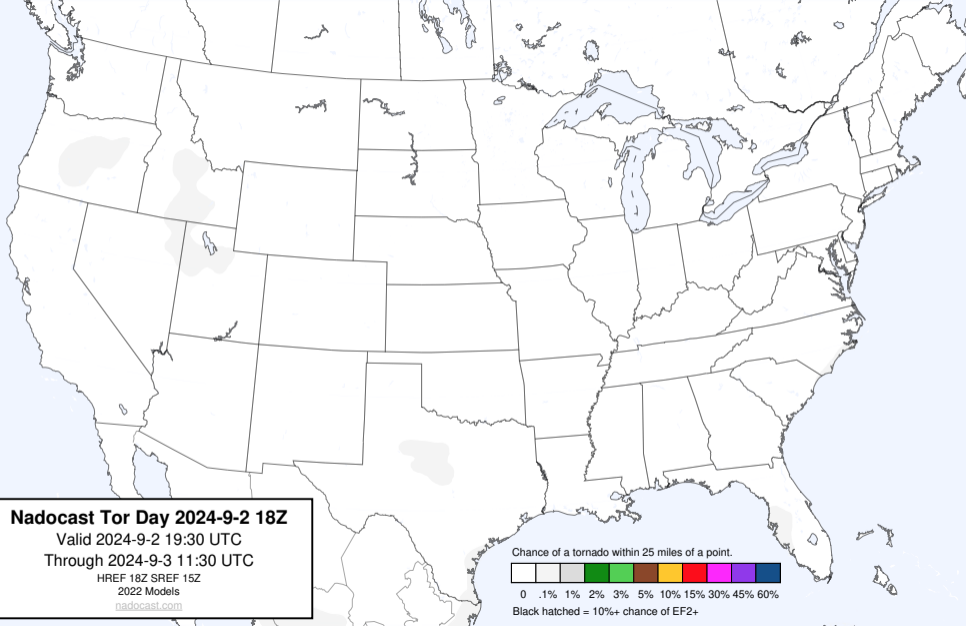 Nadocast Tor Day 2024-9-2 18Z
Valid 2024-9-2 19:30 UTC
Through 2024-9-3 11:30 UTC
HREF 18Z SREF 15Z
2022 Models
nadocast.com
Chance of a tornado within 25 miles of a point.
0 .1% 1% 2% 3% 5% 10% 15% 30% 45% 60%
Black hatched = 10%+ chance of EF2+